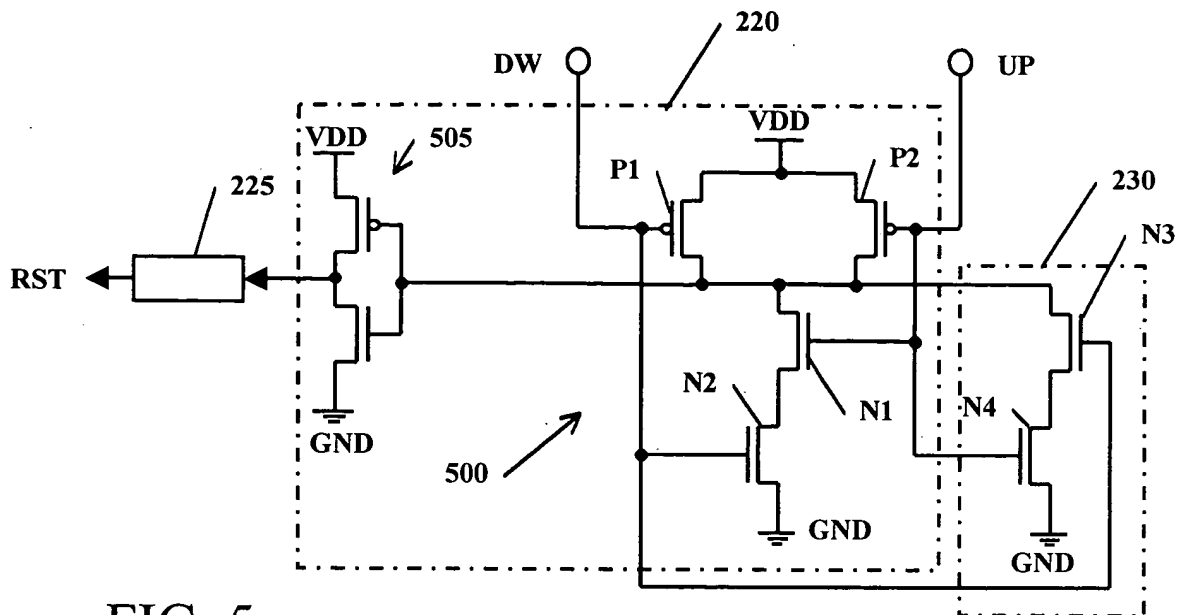 220
DW
UP
VDD
505
VDD
P1
P2
230
225
N3
RST
N2
N1
N4
GND
500
GND
GND
FIG. 5